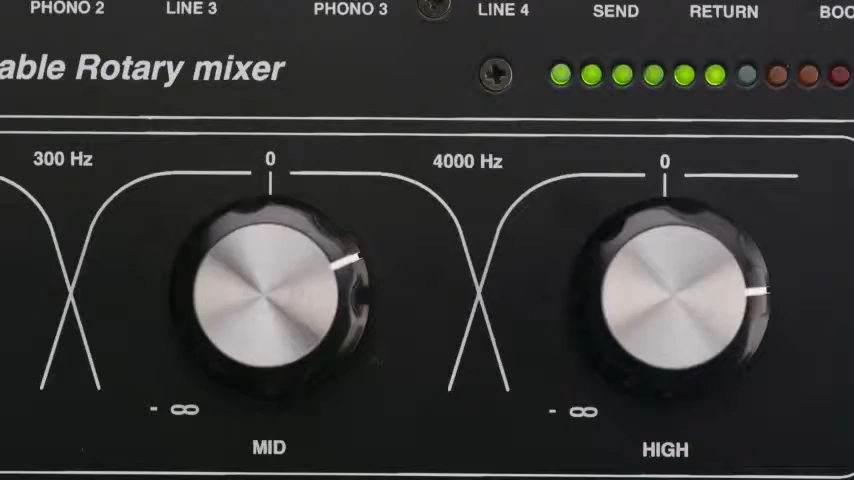 PHONO 2 LINE 3 PHONO 3 LINE 4 SEND RETURN BOO
able Rotary mixer
300 Hz 0 4000 Hz 0
- ∞ - ∞
MID HIGH